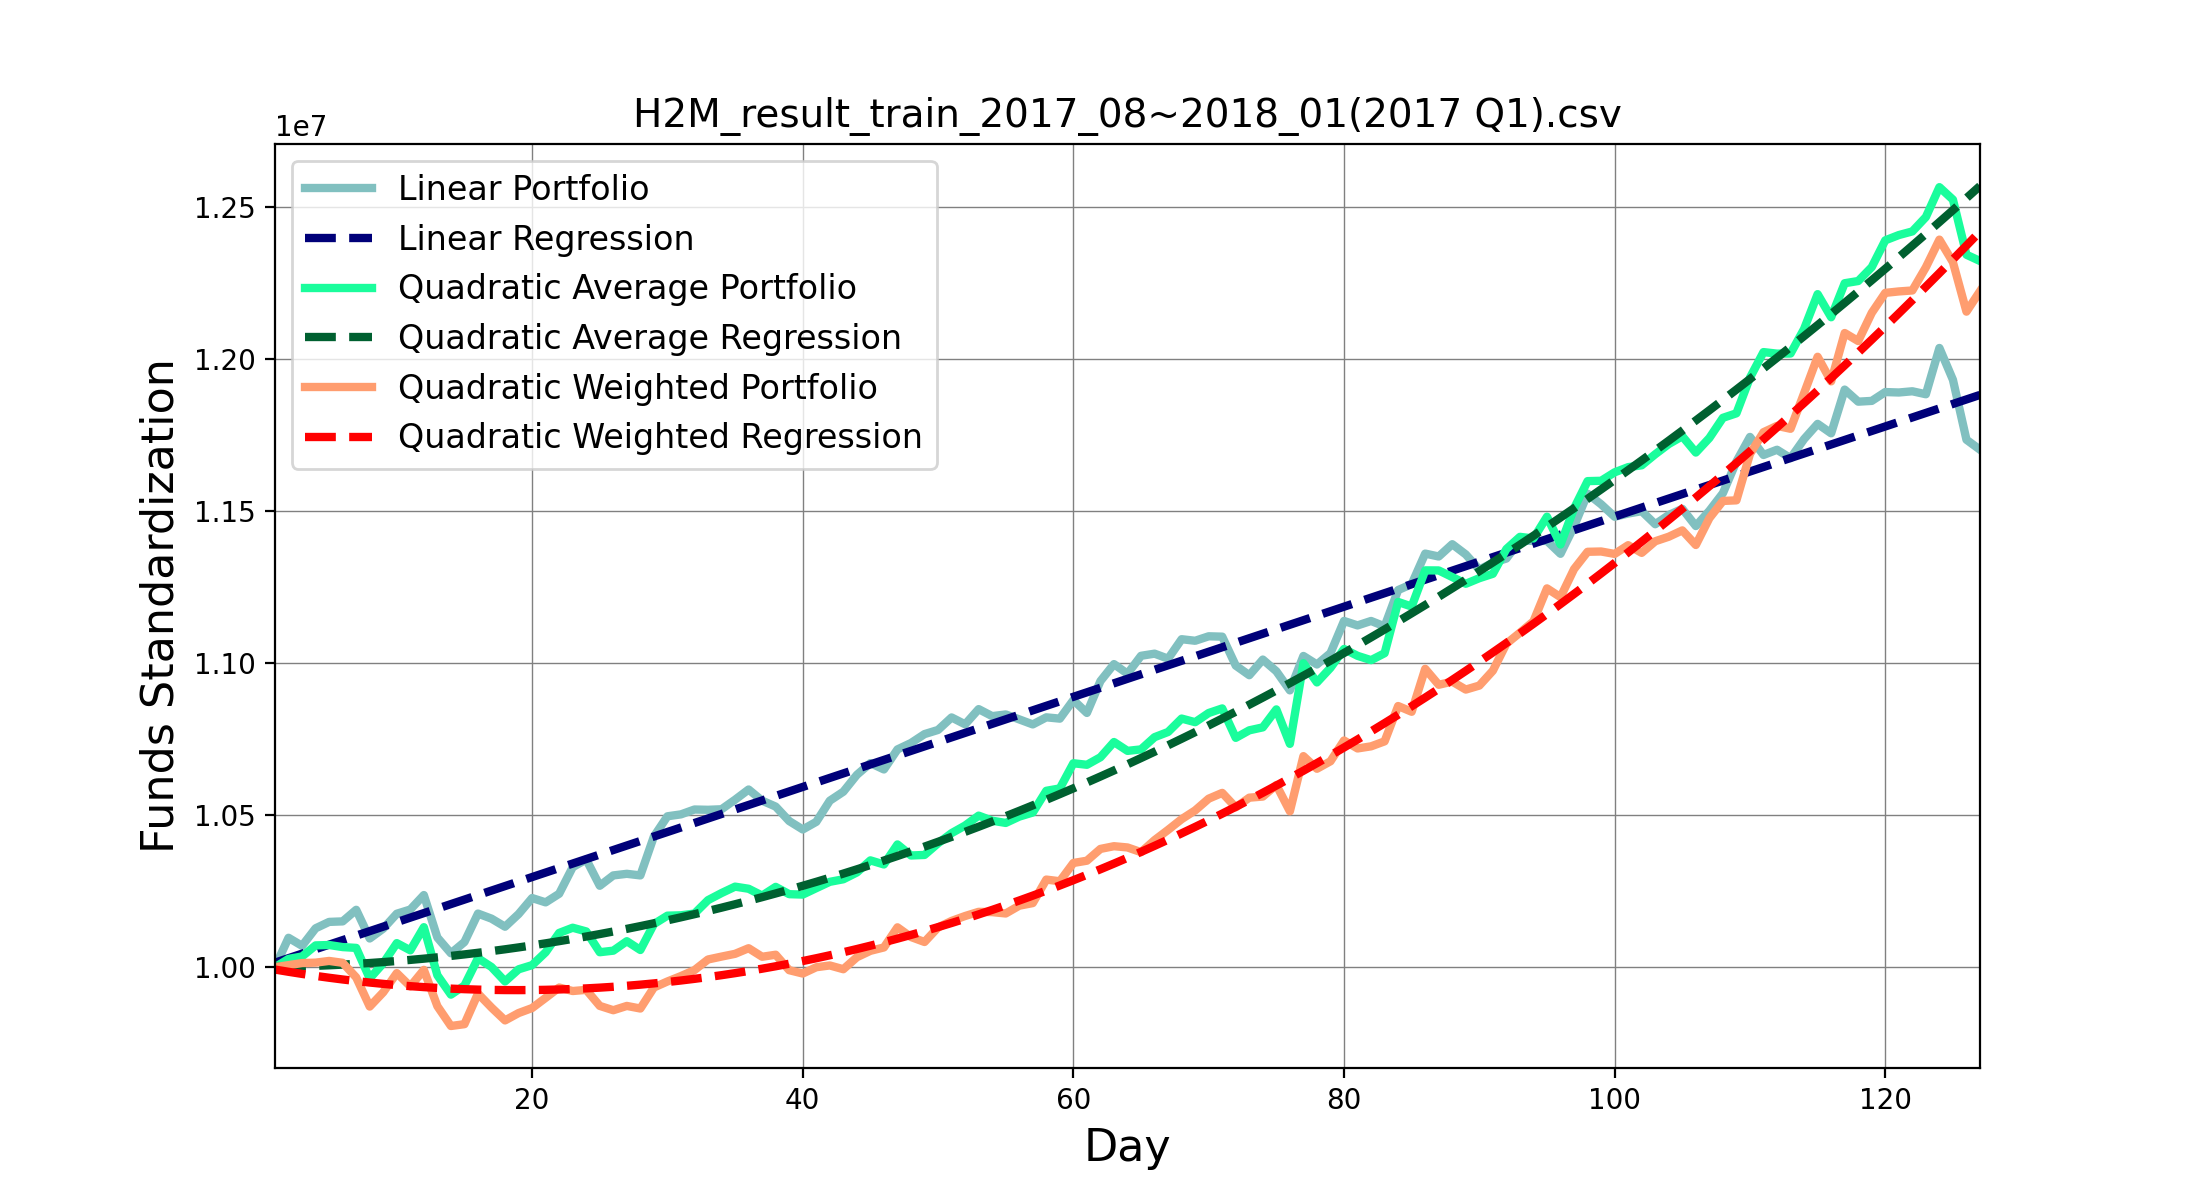 H2M_result_train_2017_08~2018_01(2017 Q1).csv
1e7
Linear Portfolio
Linear Regression
Quadratic Average Portfolio
Quadratic Average Regression
Quadratic Weighted Portfolio
Quadratic Weighted Regression
1.25
1.20
1.15
1.10
1.05
1.00
Funds Standardization
20 40 60 80 100 120
Day